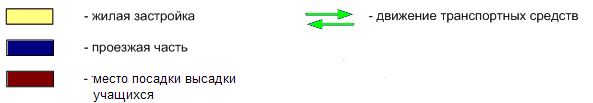 - жилая застройка
- движение транспортных средств
- проезжая часть
- место посадки высадки
учащихся